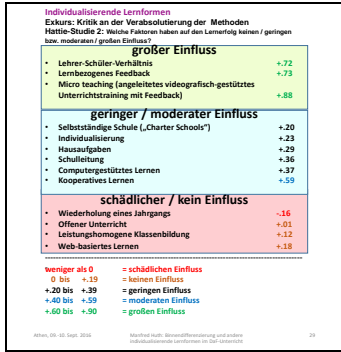 Individualisierende Lernformen
Exkurs: Kritik an der Verabsolutierung der Methoden
Hattie-Studie 2: Welche Faktoren haben auf den Lernerfolg keinen / geringen
bzw. moderaten / großen Einfluss?
großer Einfluss
• Lehrer-Schüler-Verhältnis +.72
• Lernbezogenes Feedback +.73
• Micro teaching (angeleitetes videografisch-gestütztes
Unterrichtstraining mit Feedback) +.88
geringer / moderater Einfluss
• Selbstständige Schule („Charter Schools") +.20
• Individualisierung +.23
• Hausaufgaben +.29
• Schulleitung +.36
• Computergestütztes Lernen +.37
• Kooperatives Lernen +.59
schädlicher / kein Einfluss
• Wiederholung eines Jahrgangs -.16
• Offener Unterricht +.01
• Leistungshomogene Klassenbildung +.12
• Web-basiertes Lernen +.18
weniger als 0 = schädlichen Einfluss
0 bis +.19 = keinen Einfluss
+.20 bis +.39 = geringen Einfluss
+.40 bis +.59 = moderaten Einfluss
+.60 bis +.90 = großen Einfluss
Athen, 09.-10. Sept. 2016 Manfred Huth: Binnendifferenzierung und andere 29
individualisierende Lernformen im DaF-Unterricht